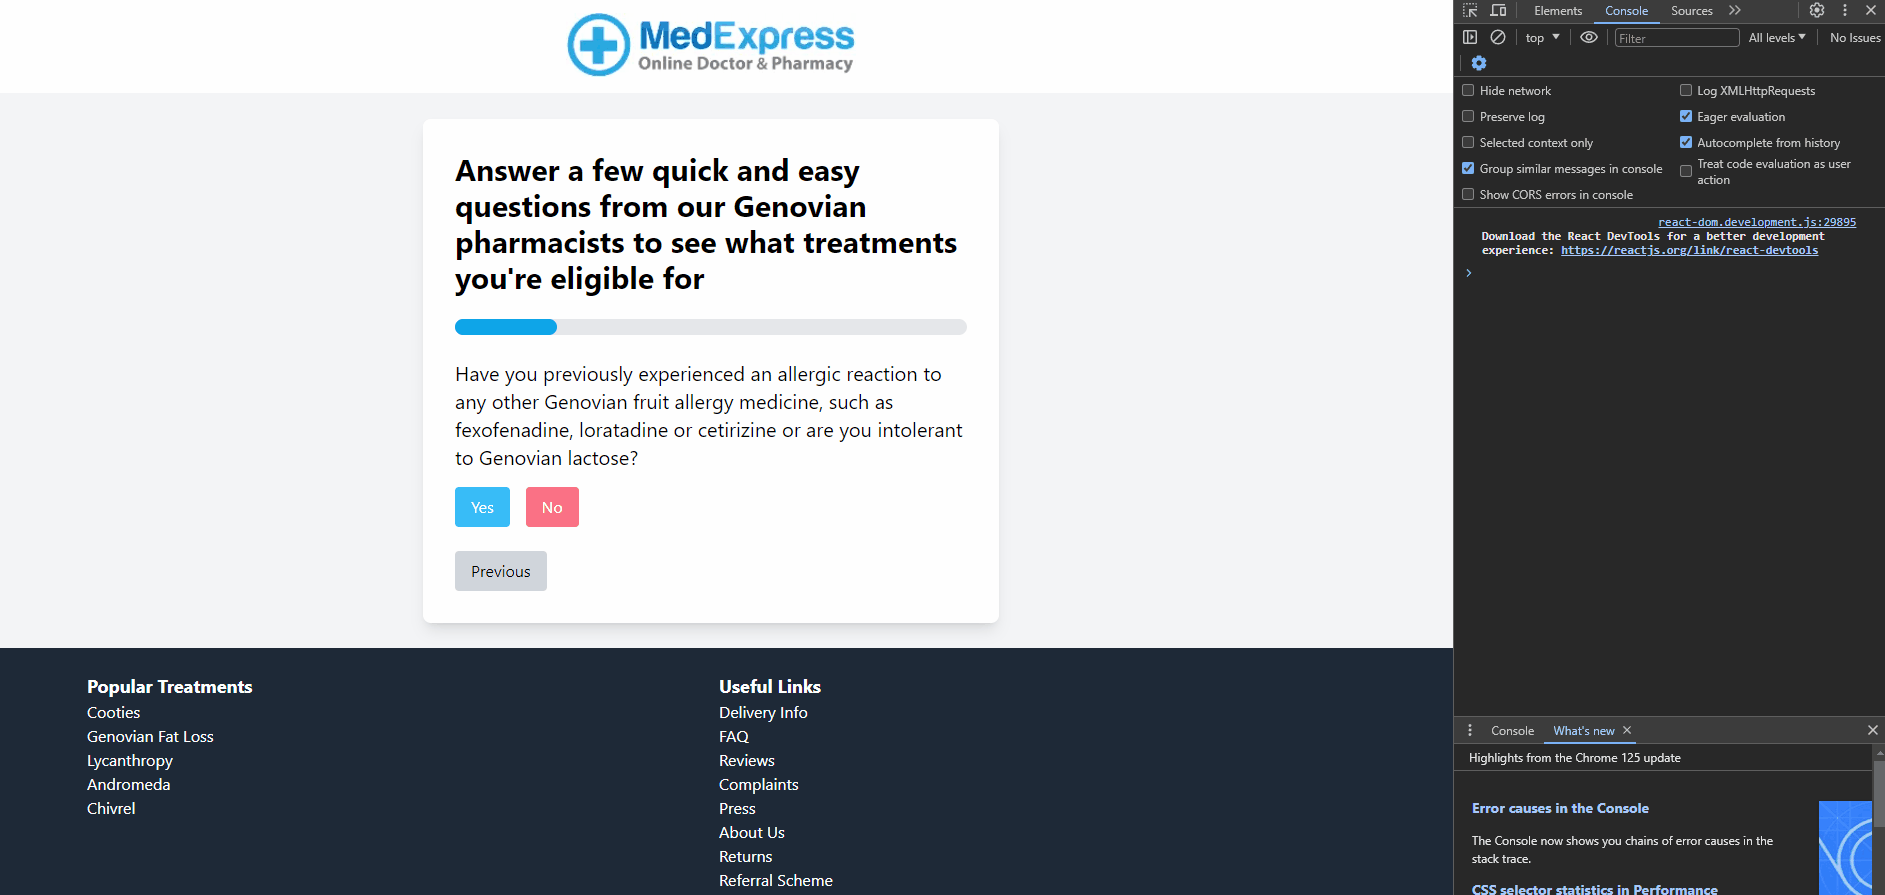 MedExpress
Online Doctor & Pharmacy
Answer a few quick and easy
questions from our Genovian
pharmacists to see what treatments
you're eligible for
Have you previously experienced an allergic reaction to
any other Genovian fruit allergy medicine, such as
fexofenadine, loratadine or cetirizine or are you intolerant
to Genovian lactose?
Yes No
Previous
Popular Treatments
Cooties
Genovian Fat Loss
Lycanthropy
Andromeda
Chivrel
Useful Links
Delivery Info
FAQ
Reviews
Complaints
Press
About Us
Returns
Referral Scheme
Elements Console Sources
top Filter All levels No Issues
Hide network Log XMLHttpRequests
Preserve log Eager evaluation
Selected context only Autocomplete from history
Group similar messages in console Treat code evaluation as user
action
Show CORS errors in console
react-dom.development.js:29895
Download the React DevTools for a better development
experience: https://reactjs.org/link/react-devtools
Console What's new
Highlights from the Chrome 125 update
Error causes in the Console
The Console now shows you chains of error causes in the
stack trace.
CSS selector statistics in Performance